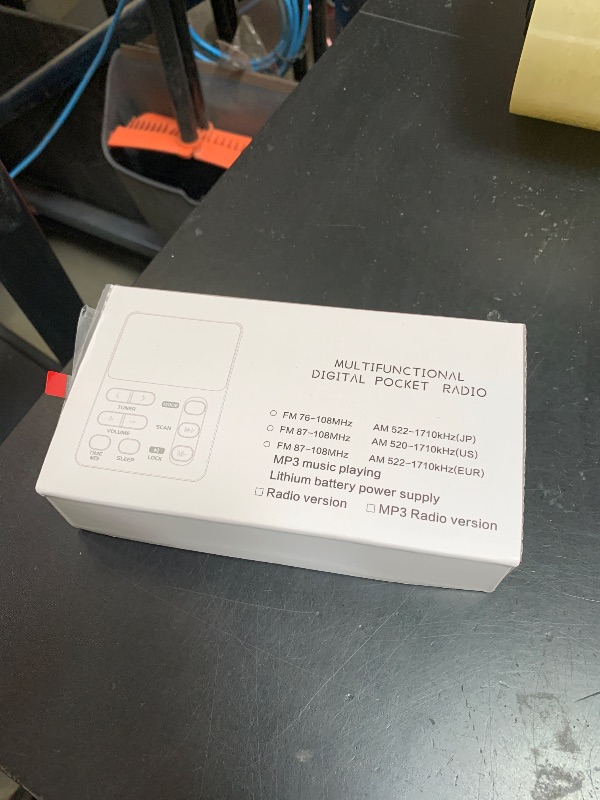 MULTIFUNCTIONAL
DIGITAL POCKET RADIO
FM 76-108MHz AM 522-1710kHz(JP)
FM 87-108MHz AM 520-1710kHz(US)
FM 87-108MHz AM 522-1710kHz(EUR)
MP3 music playing
Lithium battery power supply
Radio version MP3 Radio version
TUNER
SCAN
VOLUME
SLEEP
LOCK